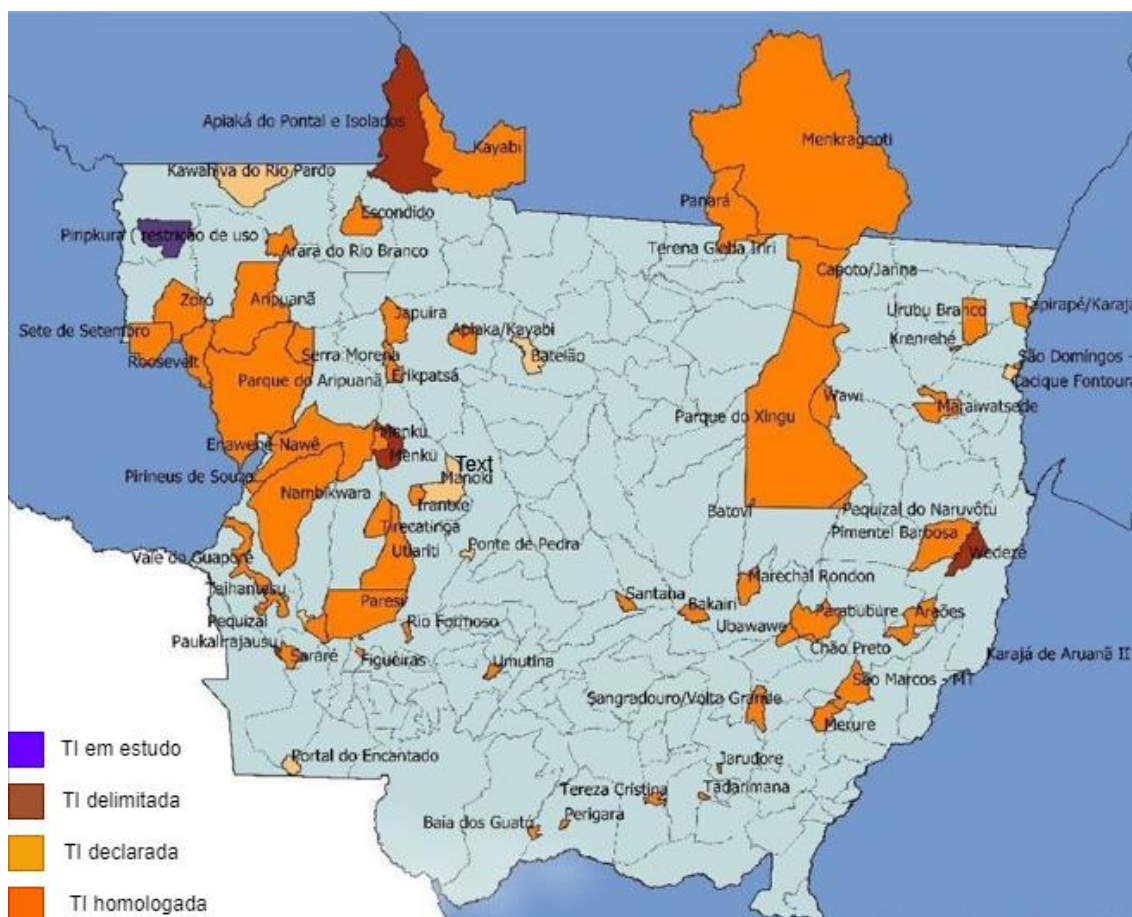 Apiaká do Pontal e Isolados
Kayabi
Menkragnoti
Kawahiva do Rio Pardo
Panará
Escondido
Piripkura ( restrição de uso )
Arara do Rio Branco
Terena Gleba Iriri
Capoto/Jarina
Zoró
Aripuanã
Japuira
Urubu Branco
Tapirapé/Karajá
Sete de Setembro
Apiaka/Kayabi
Krenrehé
Roosevelt
Serra Morena
Batelão
São Domingos -
Parque do Aripuanã
Erikpatsá
Cacique Fontoura
Wawi
Parque do Xingu
Maraiwatsede
Menkü
Enawenê-Nawê
Menkü
Text
Pirineus de Souza
Manoki
Nambikwara
Irantxe
Batovi
Pequizal do Naruvôtu
Tirecatinga
Pimentel Barbosa
Vale do Guaporé
Utiariti
Ponte de Pedra
Wedezé
Taihantesu
Marechal Rondon
Paresi
Santana
Bakairi
Parabubure
Areões
Pequizal
Rio Formoso
Ubawawe
Paukalirajausu
Chão Preto
Sararé
Figueiras
Umutina
Karajá de Aruanã II
São Marcos - MT
Sangradouro/Volta Grande
Merure
TI em estudo
Portal do Encantado
Jarudore
TI delimitada
Tereza Cristina
Tadarimana
Baía dos Guató
Perigara
TI declarada
TI homologada